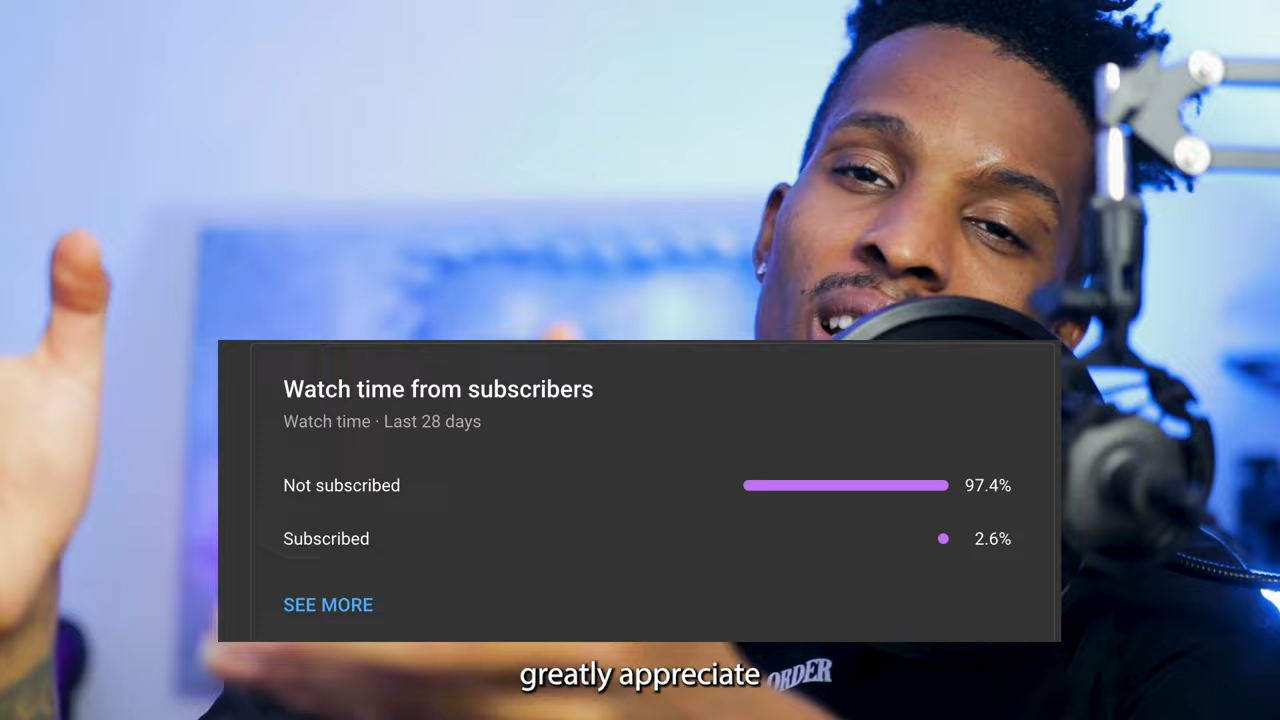 Watch time from subscribers
Watch time · Last 28 days
Not subscribed 97.4%
Subscribed 2.6%
SEE MORE
greatly appreciate
ORDER